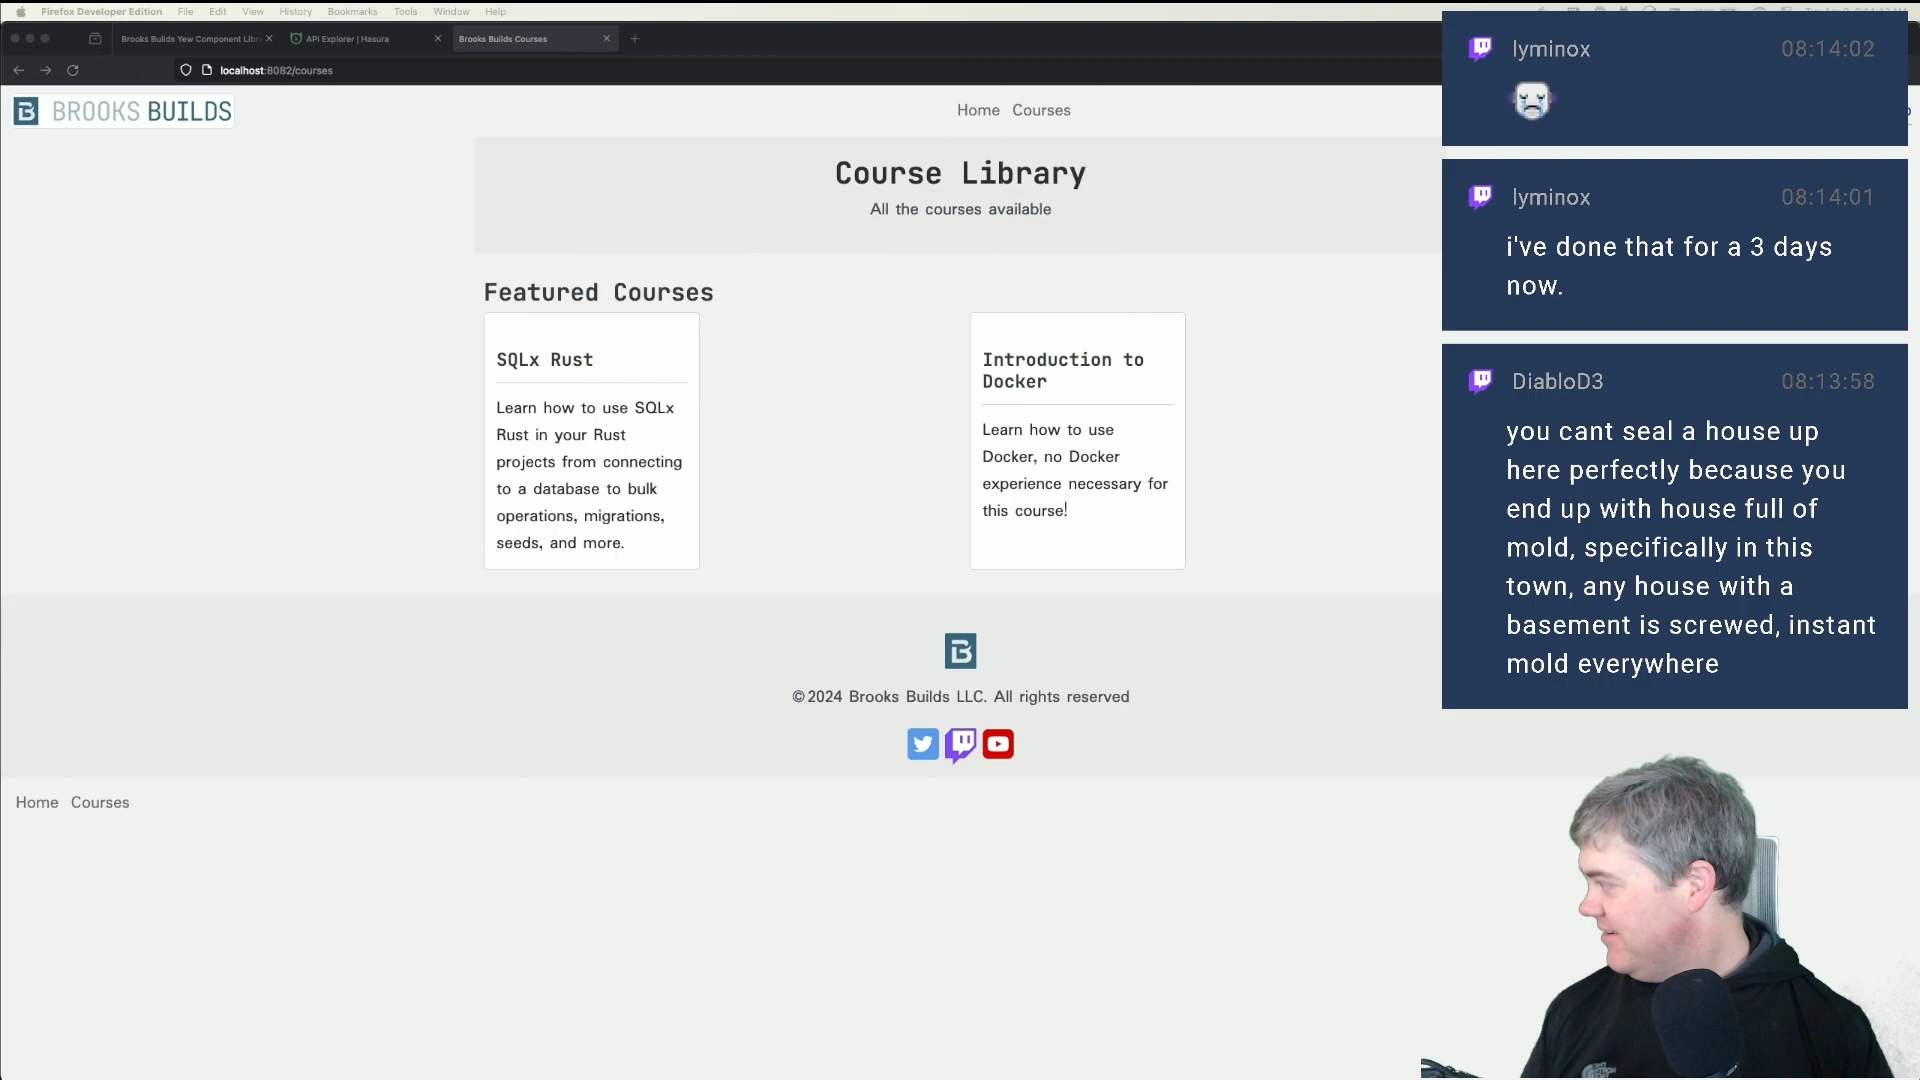 Firefox Developer Edition File Edit View History Bookmarks Tools Window Help
Brooks Builds Yew Component Libr API Explorer | Hasura Brooks Builds Courses
localhost:8082/courses
BROOKS BUILDS
Home Courses
Course Library
All the courses available
Featured Courses
SQLx Rust
Learn how to use SQLx
Rust in your Rust
projects from connecting
to a database to bulk
operations, migrations,
seeds, and more.
Introduction to
Docker
Learn how to use
Docker, no Docker
experience necessary for
this course!
©2024 Brooks Builds LLC. All rights reserved
Home Courses
lyminox 08:14:02
lyminox 08:14:01
i've done that for a 3 days
now.
DiabloD3 08:13:58
you cant seal a house up
here perfectly because you
end up with house full of
mold, specifically in this
town, any house with a
basement is screwed, instant
mold everywhere